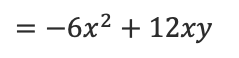 = −6x² + 12xy